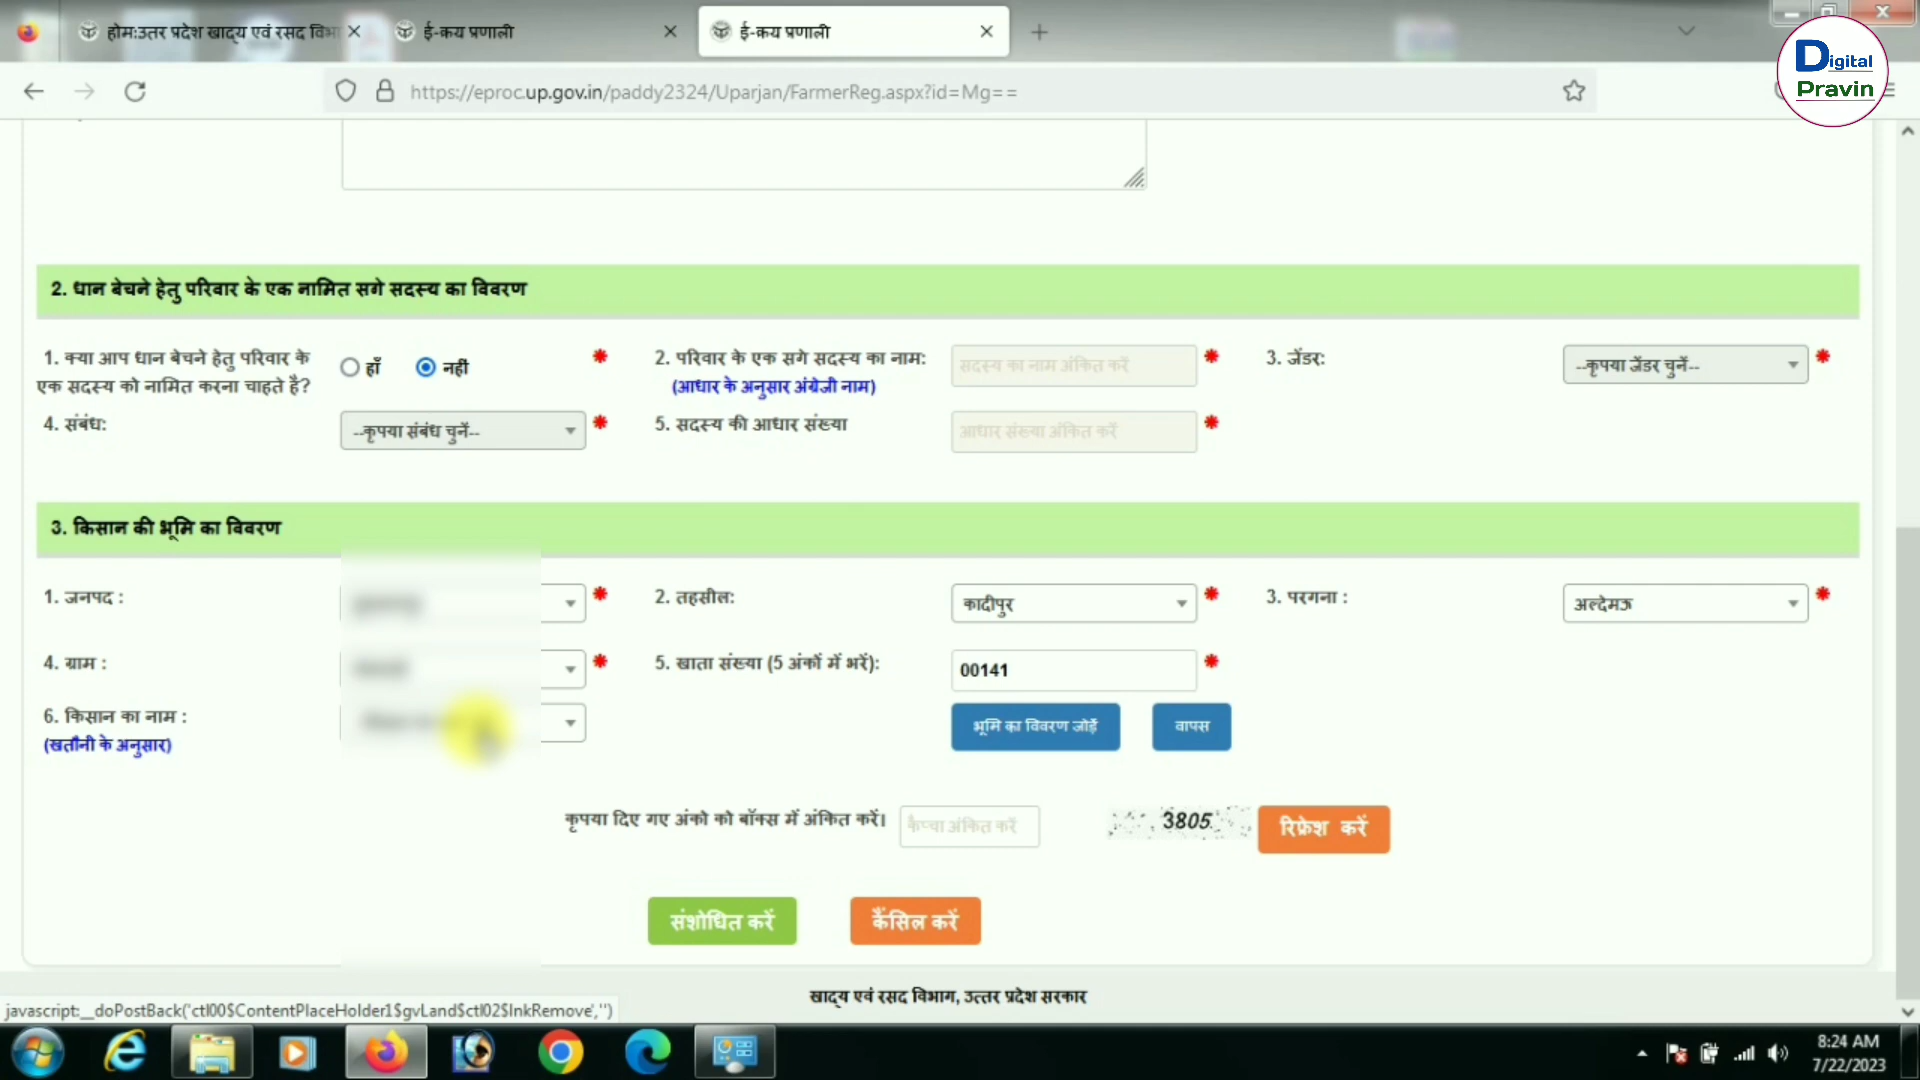 होम:उतर प्रदेश खाद्य एवं रसद विभा
ई-क्रय प्रणाली
ई-क्रय प्रणाली
Digital
Pravin
https://eproc.up.gov.in/paddy2324/Uparjan/FarmerReg.aspx?id=Mg==
2. धान बेचने हेतु परिवार के एक नामित सगे सदस्य का विवरण
1. क्या आप धान बेचने हेतु परिवार के
एक सदस्य को नामित करना चाहते है?
हाँ
नहीं
*
2. परिवार के एक सगे सदस्य का नाम:
(आधार के अनुसार अंग्रेजी नाम)
सदस्य का नाम अंकित करें
*
3. जेंडर:
--कृपया जेंडर चुनें--
*
4. संबंध:
--कृपया संबंध चुनें--
*
5. सदस्य की आधार संख्या
आधार संख्या अंकित करें
*
3. किसान की भूमि का विवरण
1. जनपद :
*
2. तहसील:
कादीपुर
*
3. परगना :
अल्देमऊ
*
4. ग्राम :
*
5. खाता संख्या (5 अंकों में भरें):
00141
*
6. किसान का नाम :
(खतौनी के अनुसार)
भूमि का विवरण जोड़ें
वापस
कृपया दिए गए अंको को बॉक्स में अंकित करें।
कैप्चा अंकित करें
3805
रिफ्रेश करें
संशोधित करें
कैंसिल करें
खाद्य एवं रसद विभाग, उत्तर प्रदेश सरकार
javascript:__doPostBack('ctl00$ContentPlaceHolder1$gvLand$ctl02$lnkRemove','')
8:24 AM
7/22/2023